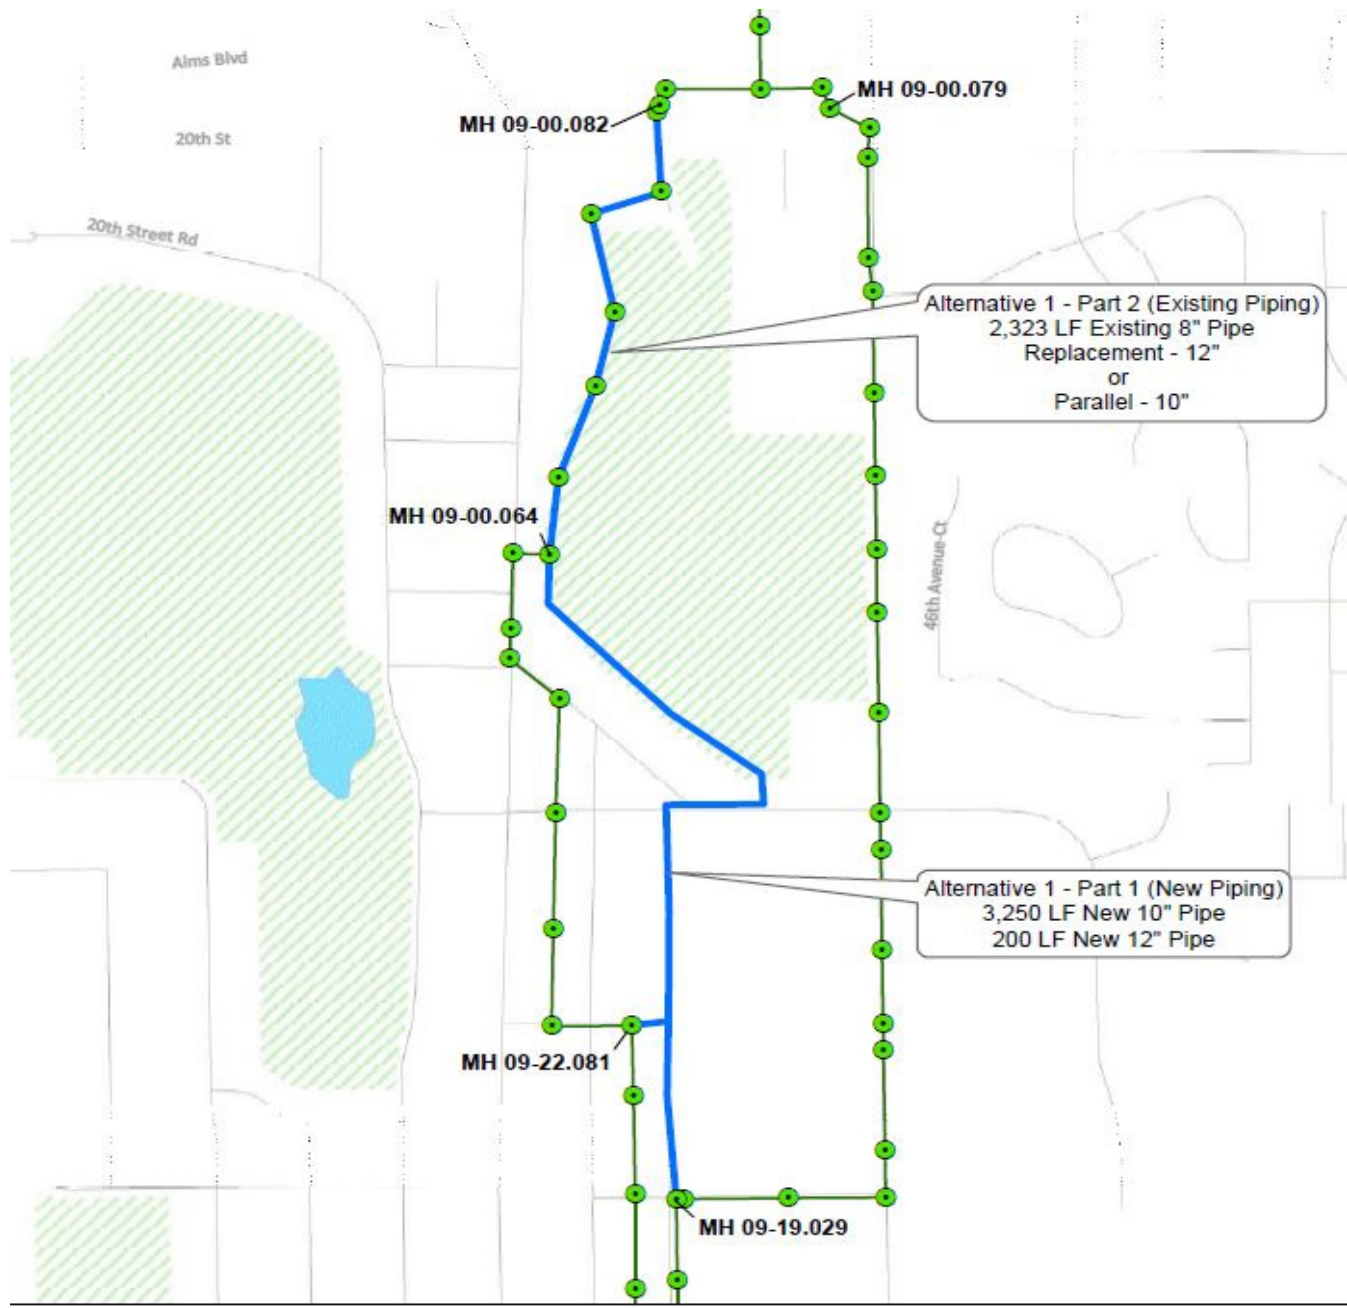 Alms Blvd
MH 09-00.079
MH 09-00.082
20th St
20th Street Rd
Alternative 1 - Part 2 (Existing Piping)
2,323 LF Existing 8" Pipe
Replacement - 12"
or
Parallel - 10"
MH 09-00.064
46th Avenue Ct
Alternative 1 - Part 1 (New Piping)
3,250 LF New 10" Pipe
200 LF New 12" Pipe
MH 09-22.081
MH 09-19.029